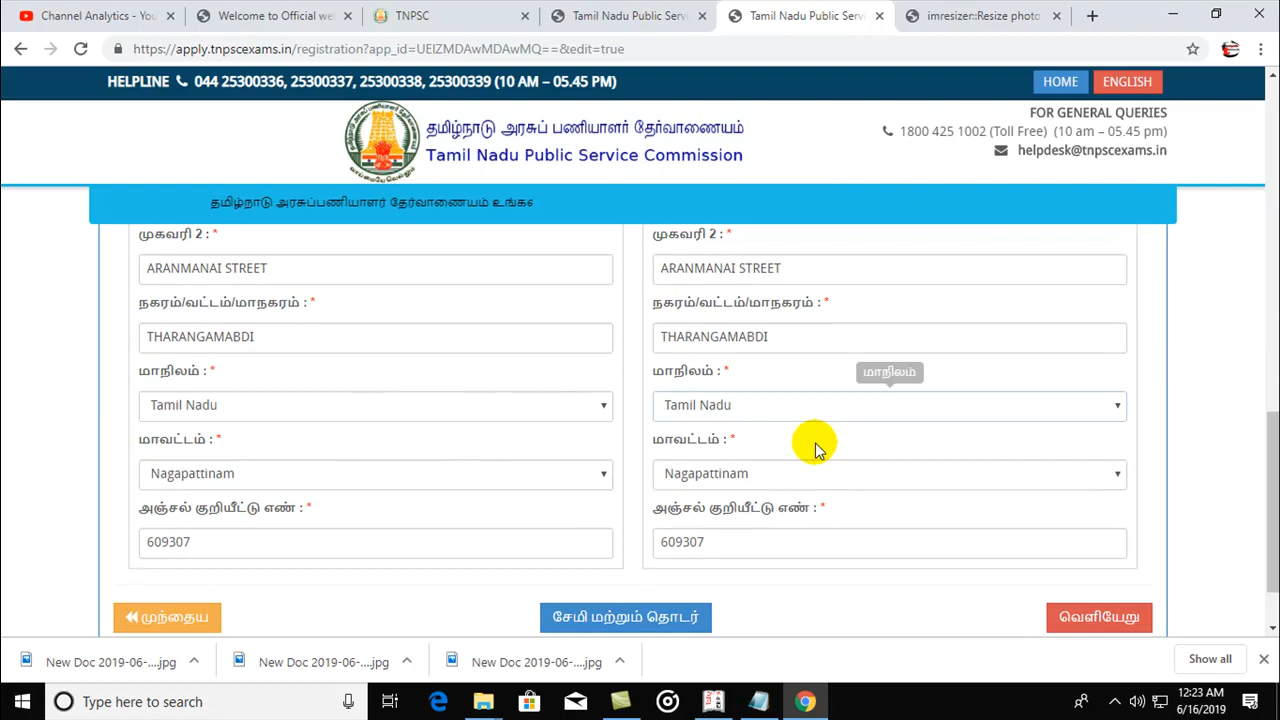 Channel Analytics - You
Welcome to Official we
TNPSC
Tamil Nadu Public Servi
Tamil Nadu Public Servi
imresizer::Resize photo
https://apply.tnpscexams.in/registration?app_id=UElZMDAwMDAwMQ==&edit=true
HELPLINE 044 25300336, 25300337, 25300338, 25300339 (10 AM – 05.45 PM)
HOME
ENGLISH
தமிழ்நாடு அரசுப் பணியாளர் தேர்வாணையம்
Tamil Nadu Public Service Commission
FOR GENERAL QUERIES
1800 425 1002 (Toll Free) (10 am – 05.45 pm)
helpdesk@tnpscexams.in
தமிழ்நாடு அரசுப்பணியாளர் தேர்வாணையம் உங்கள
முகவரி 2 : *
முகவரி 2 : *
ARANMANAI STREET
ARANMANAI STREET
நகரம்/வட்டம்/மாநகரம் : *
நகரம்/வட்டம்/மாநகரம் : *
THARANGAMABDI
THARANGAMABDI
மாநிலம் : *
மாநிலம் : *
மாநிலம்
Tamil Nadu
Tamil Nadu
மாவட்டம் : *
மாவட்டம் : *
Nagapattinam
Nagapattinam
அஞ்சல் குறியீட்டு எண் : *
அஞ்சல் குறியீட்டு எண் : *
609307
609307
முந்தைய
சேமி மற்றும் தொடர்
வெளியேறு
New Doc 2019-06-....jpg
New Doc 2019-06-....jpg
New Doc 2019-06-....jpg
Show all
Type here to search
12:23 AM
6/16/2019